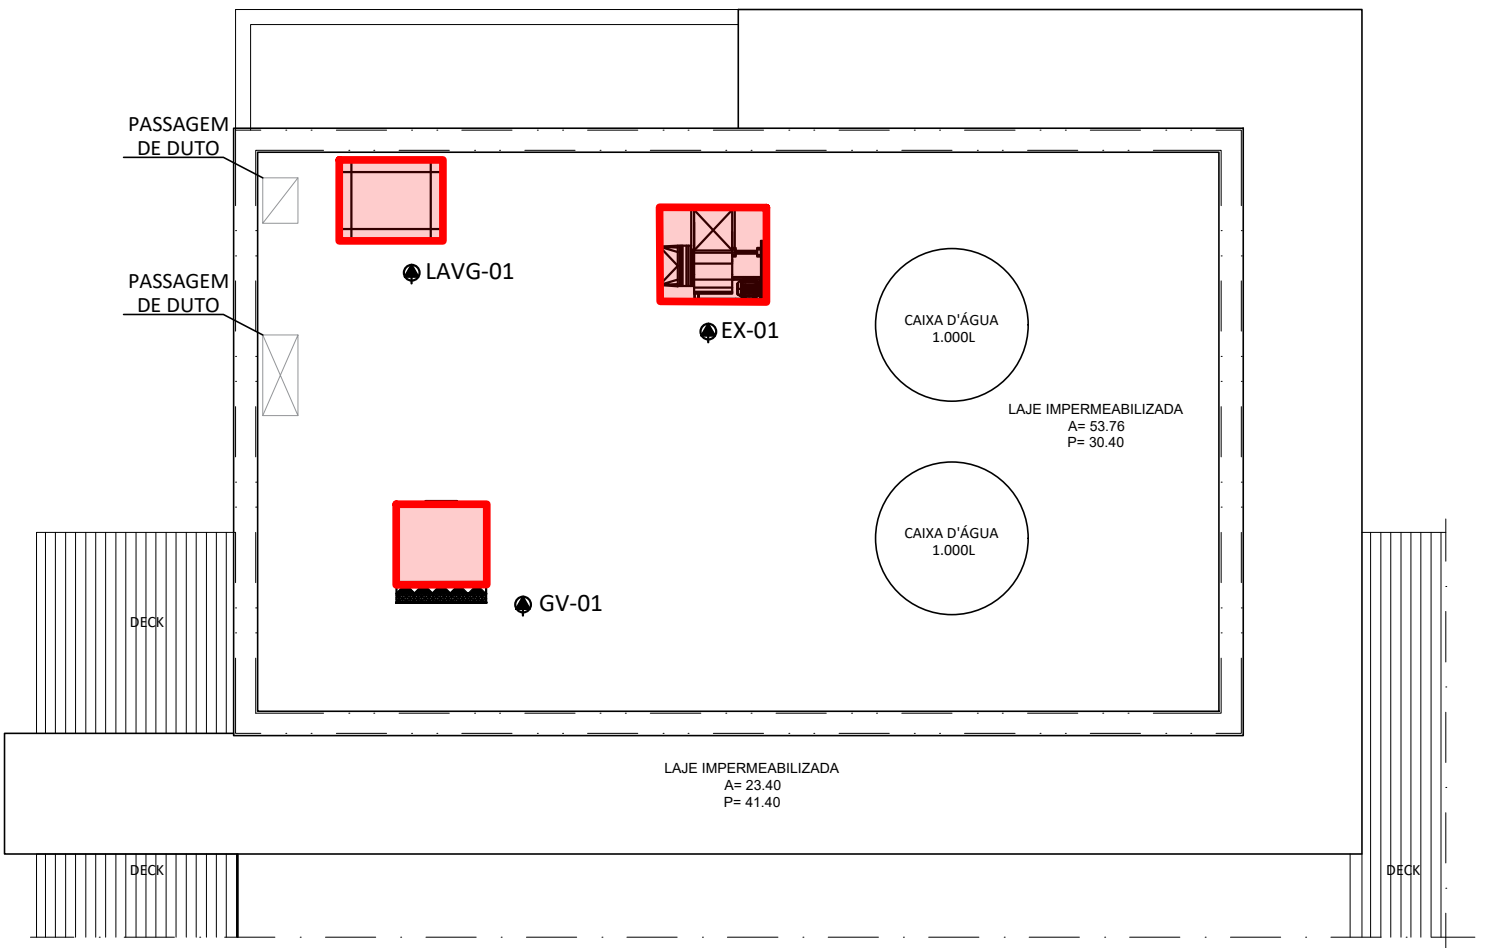 PASSAGEM
DE DUTO
LAVG-01
EX-01
PASSAGEM
DE DUTO
CAIXA D'ÁGUA
1.000L
LAJE IMPERMEABILIZADA
A= 53.76
P= 30.40
CAIXA D'ÁGUA
1.000L
GV-01
DECK
LAJE IMPERMEABILIZADA
A= 23.40
P= 41.40
DECK
DECK